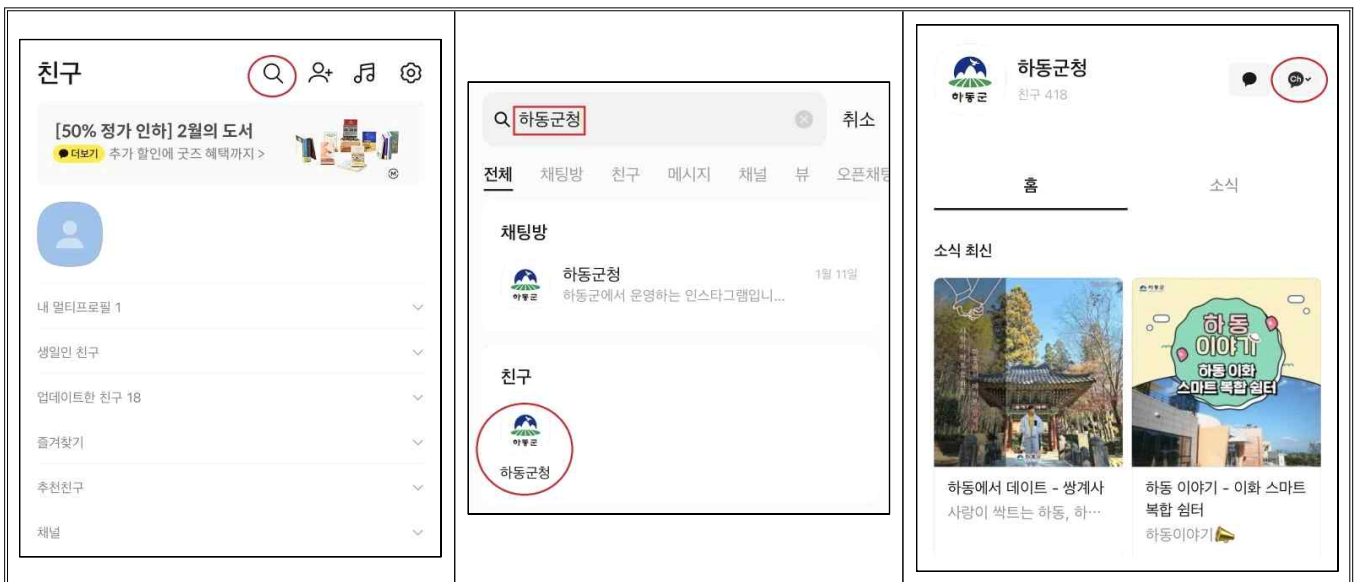 친구
[50% 정가 인하] 2월의 도서
더보기 추가 할인에 굿즈 혜택까지 >
내 멀티프로필 1
생일인 친구
업데이트한 친구 18
즐겨찾기
추천친구
채널
하동군청
취소
전체 채팅방 친구 메시지 채널 뷰 오픈채팅
채팅방
하동군
하동군청
1월 11일
하동군에서 운영하는 인스타그램입니...
친구
하동군
하동군청
하동군
하동군청
친구 418
Ch
홈 소식
소식 최신
하동군
하동
이야기
하동 이화
스마트 복합 쉼터
하동에서 데이트 - 쌍계사
사랑이 싹트는 하동, 하…
하동 이야기 - 이화 스마트
복합 쉼터
하동이야기